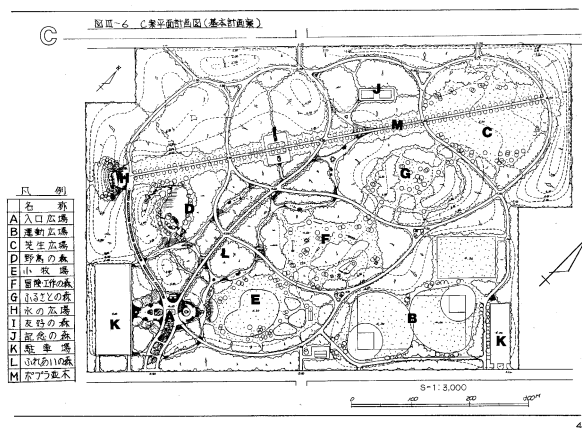 図Ⅲ-6 C案平面計画図(基本計画案)
C
J
M
C
I
H
G
D
F
L
E
B
K
A
K
凡 例
名 称
A 入口広場
B 運動広場
C 芝生広場
D 野鳥の森
E 小牧場
F 冒険工作の森
G ふるさとの森
H 水の広場
I 友好の森
J 記念の森
K 駐車場
L ふれあいの森
M ポプラ並木
S-1:3,000
0 100 200 300M